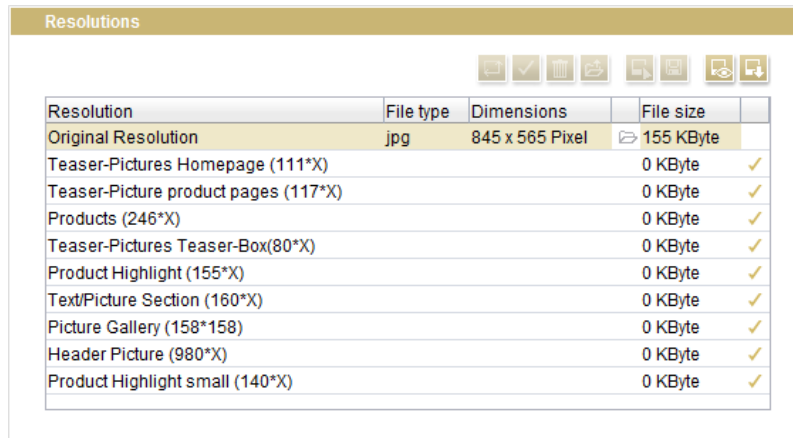 Resolutions
Resolution File type Dimensions File size
Original Resolution jpg 845 x 565 Pixel 155 KByte
Teaser-Pictures Homepage (111*X) 0 KByte
Teaser-Picture product pages (117*X) 0 KByte
Products (246*X) 0 KByte
Teaser-Pictures Teaser-Box(80*X) 0 KByte
Product Highlight (155*X) 0 KByte
Text/Picture Section (160*X) 0 KByte
Picture Gallery (158*158) 0 KByte
Header Picture (980*X) 0 KByte
Product Highlight small (140*X) 0 KByte